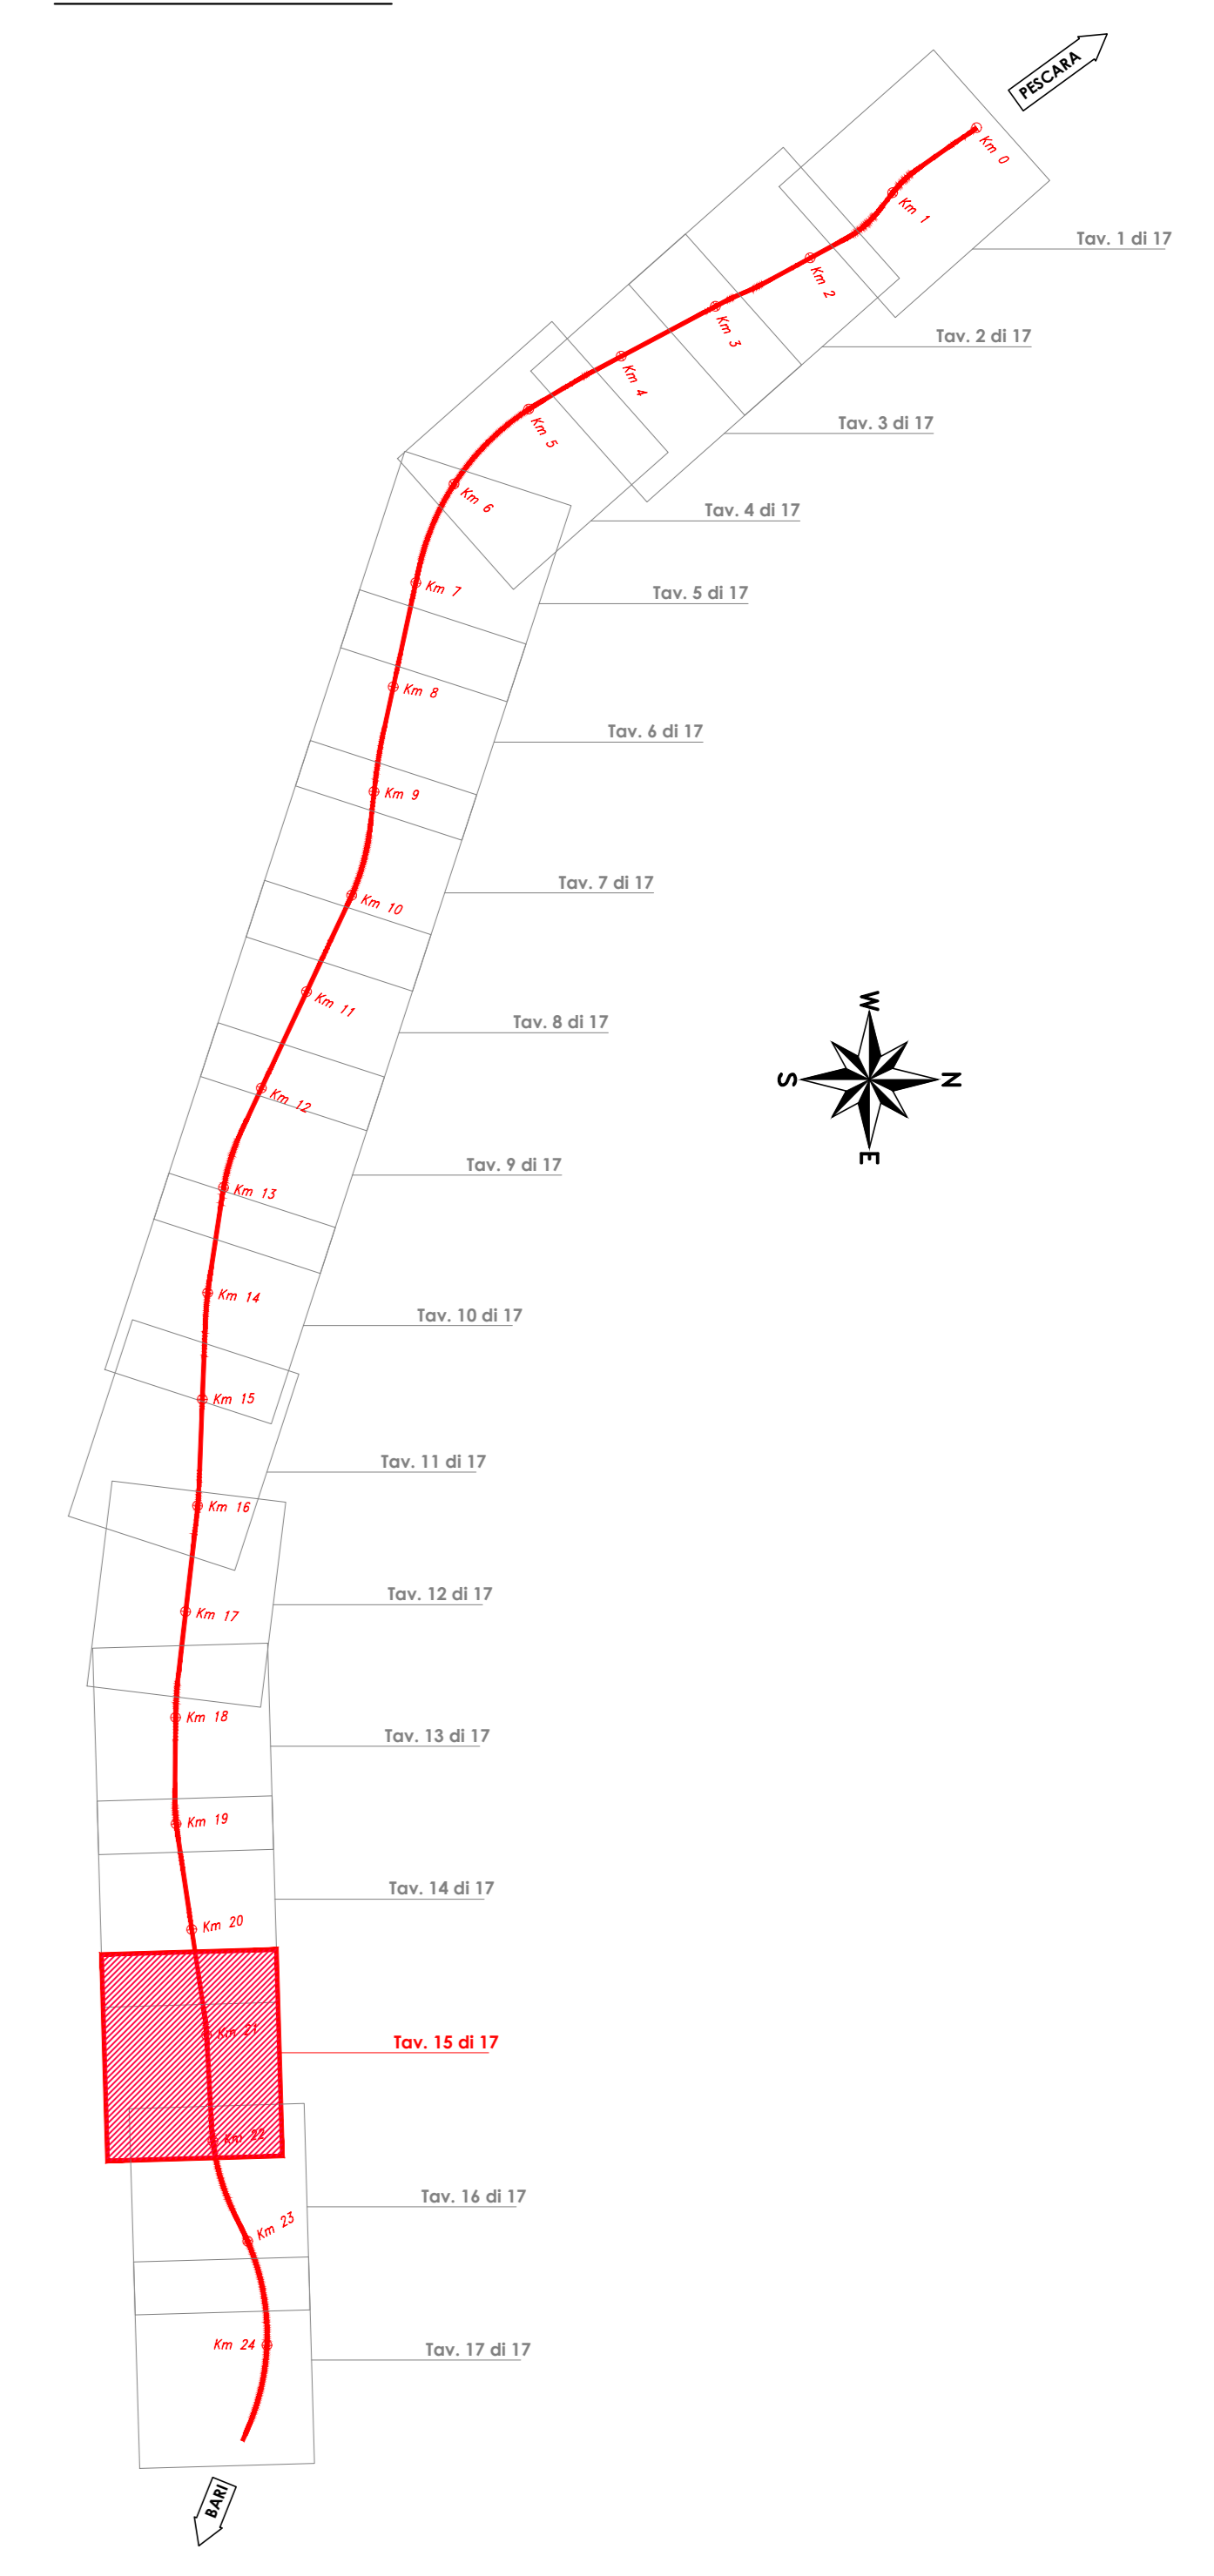 PESCARA
Km 0
Km 1
Tav. 1 di 17
Km 2
Km 3
Tav. 2 di 17
Km 4
Tav. 3 di 17
Km 5
Km 6
Tav. 4 di 17
Km 7
Tav. 5 di 17
Km 8
Tav. 6 di 17
Km 9
Tav. 7 di 17
Km 10
W
Km 11
Tav. 8 di 17
S
N
Km 12
E
Tav. 9 di 17
Km 13
Km 14
Tav. 10 di 17
Km 15
Tav. 11 di 17
Km 16
Tav. 12 di 17
Km 17
Km 18
Tav. 13 di 17
Km 19
Tav. 14 di 17
Km 20
Km 21
Tav. 15 di 17
Km 22
Tav. 16 di 17
Km 23
Km 24
Tav. 17 di 17
BARI